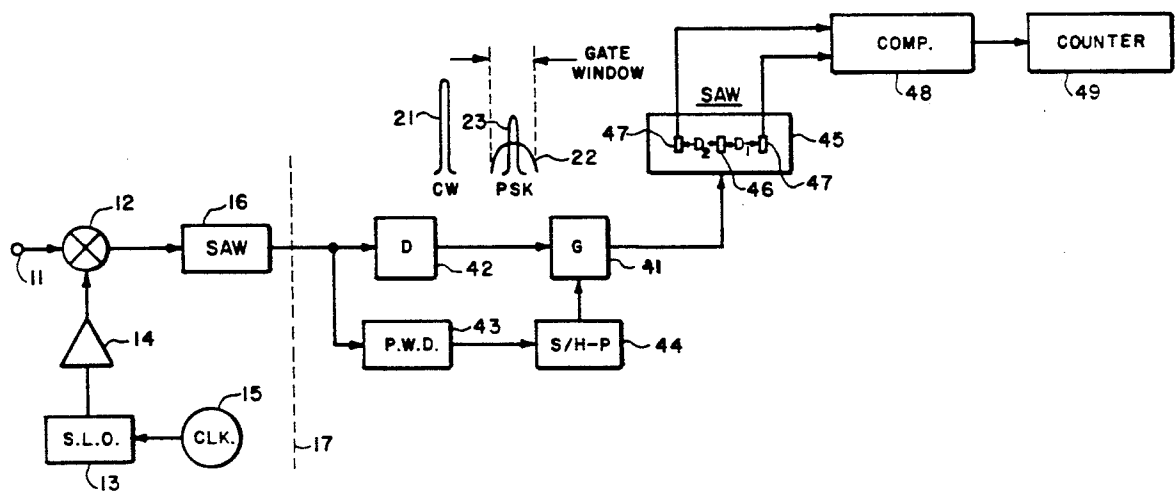 COMP.
48
COUNTER
49
GATE
WINDOW
SAW
21
23
22
CW
PSK
47
D2
D1
46
45
47
12
16
SAW
11
D
42
G
41
14
P.W.D.
43
S/H-P
44
15
S.L.O.
CLK.
13
17